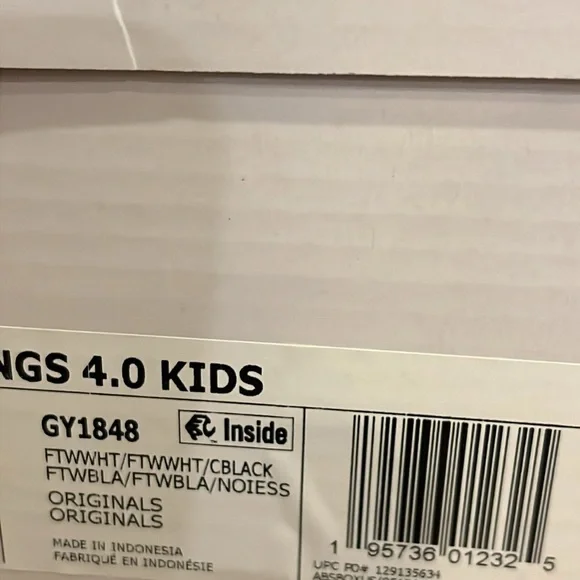 NGS 4.0 KIDS
GY1848
Inside
FTWWHT/FTWWHT/CBLACK
FTWBLA/FTWBLA/NOIESS
ORIGINALS
ORIGINALS
MADE IN INDONESIA
FABRIQUÉ EN INDONÉSIE
1 95736 01232 5
UPC PO# 129135634